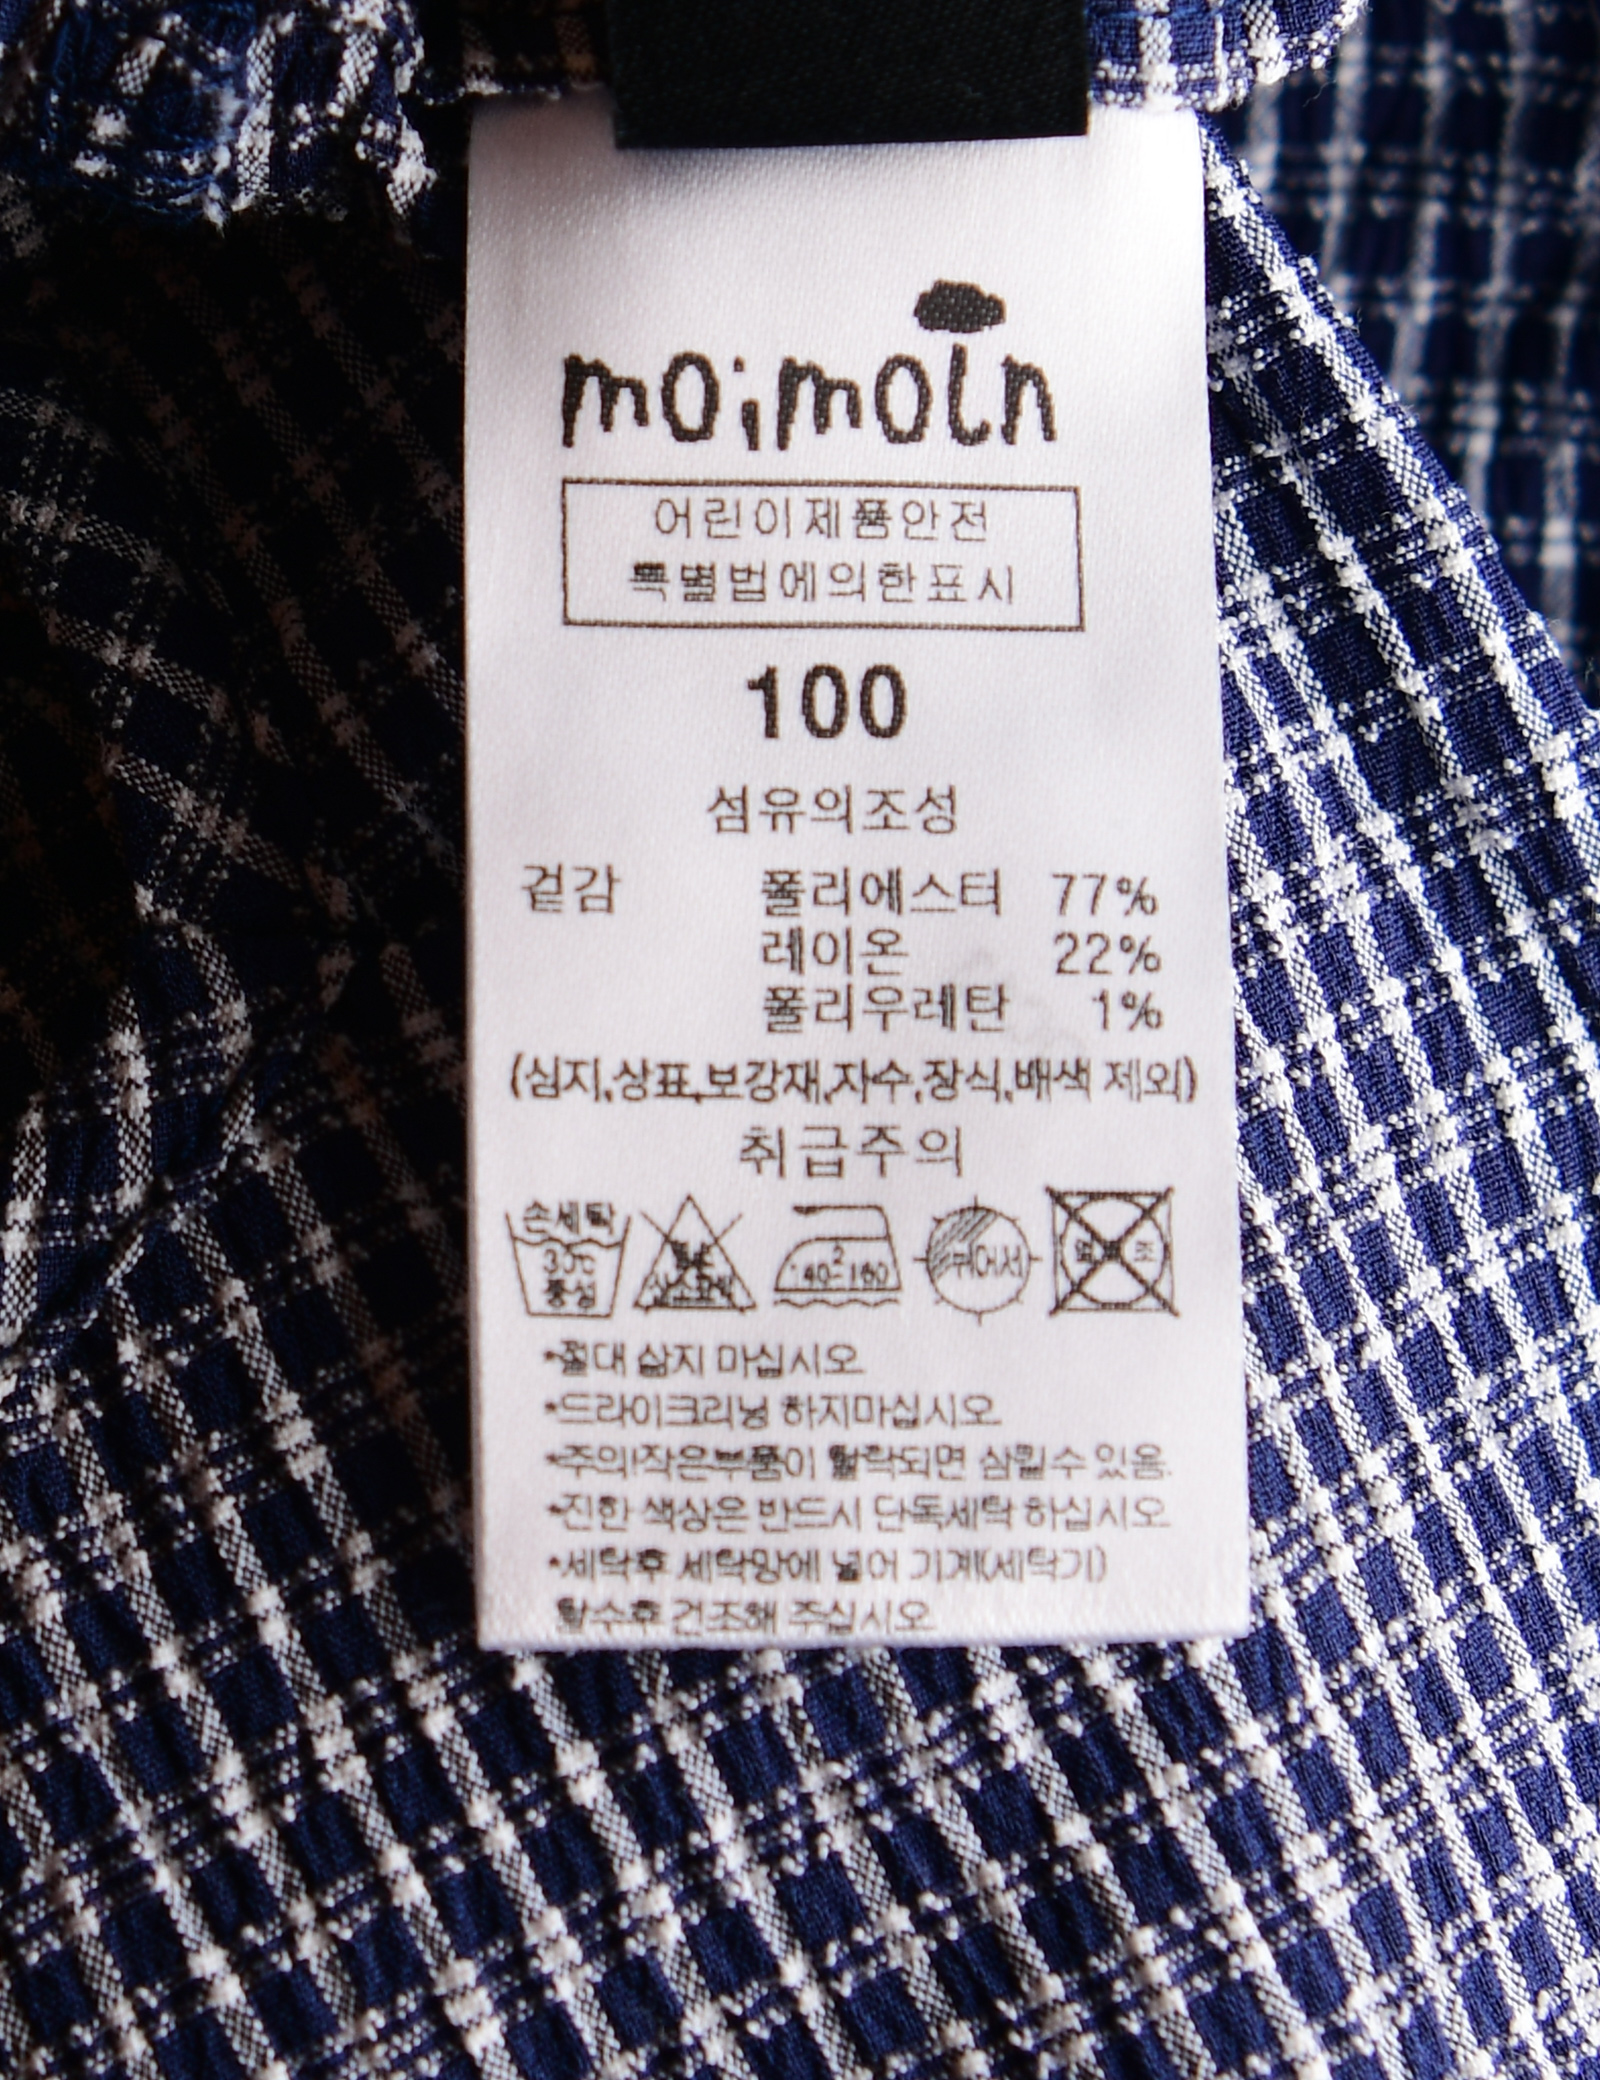 moimoln
어린이제품안전
특별법에의한표시
100
섬유의조성
겉감 폴리에스터 77%
레이온 22%
폴리우레탄 1%
(심지,상표,보강재,자수,장식,배색 제외)
취급주의
손세탁
30℃
중성
산소표백
2
140-160
뉘어서
*절대 삶지 마십시오
*드라이크리닝 하지마십시오
*주의!작은부품이 탈락되면 삼킬수 있음.
*진한 색상은 반드시 단독세탁 하십시오.
*세탁후 세탁망에 넣어 기계(세탁기)
탈수후 건조해 주십시오